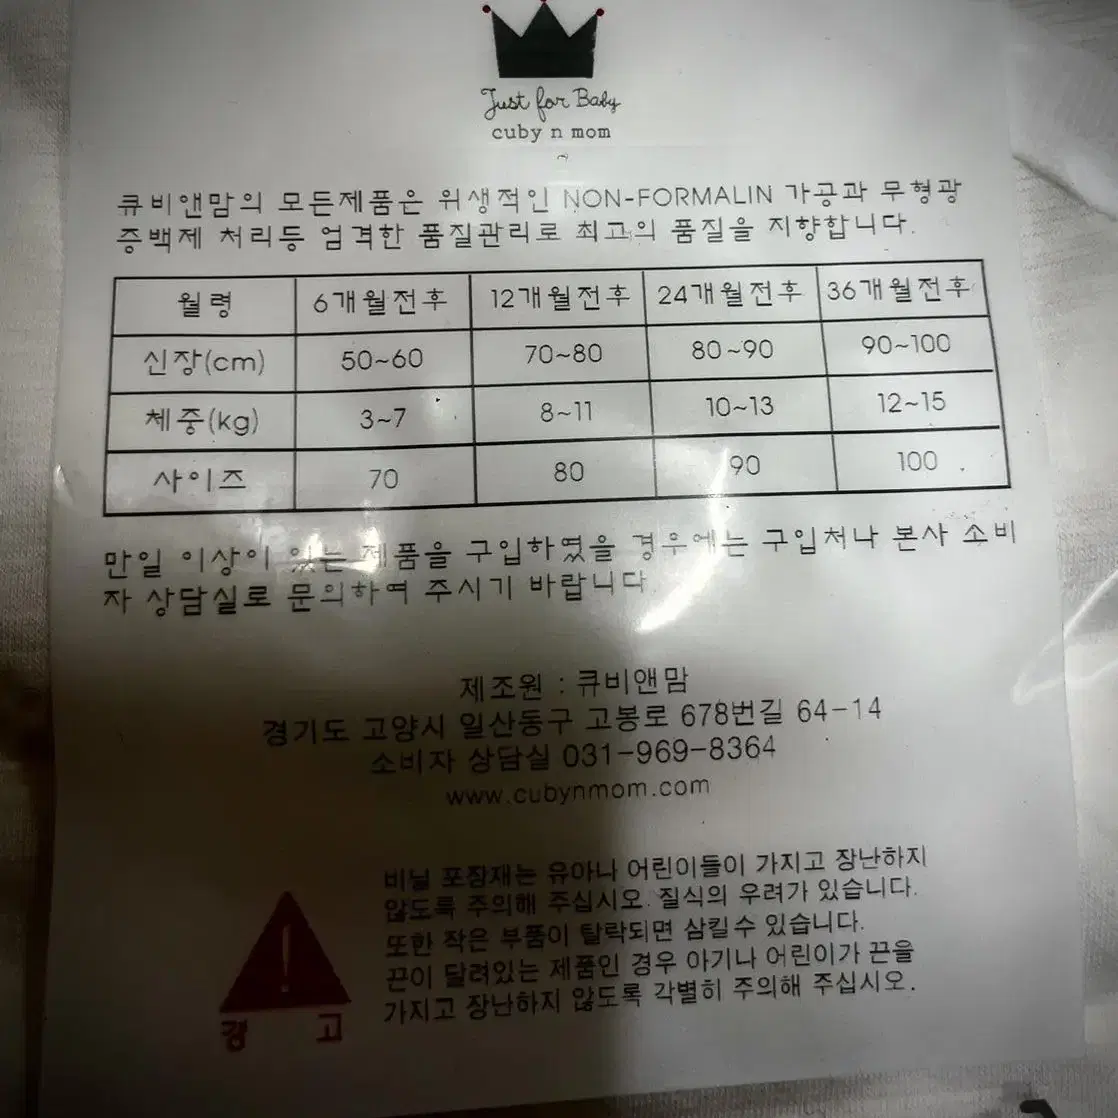 Just for Baby
cuby n mom
큐비앤맘의 모든제품은 위생적인 NON-FORMALIN 가공과 무형광
증백제 처리등 엄격한 품질관리로 최고의 품질을 지향합니다.
월령 6개월전후 12개월전후 24개월전후 36개월전후
신장(cm) 50~60 70~80 80~90 90~100
체중(kg) 3~7 8~11 10~13 12~15
사이즈 70 80 90 100
만일 이상이 있는 제품을 구입하였을 경우에는 구입처나 본사 소비
자 상담실로 문의하여 주시기 바랍니다
제조원 : 큐비앤맘
경기도 고양시 일산동구 고봉로 678번길 64-14
소비자 상담실 031-969-8364
www.cubynmom.com
비닐 포장재는 유아나 어린이들이 가지고 장난하지
않도록 주의해 주십시오. 질식의 우려가 있습니다.
또한 작은 부품이 탈락되면 삼킬수 있습니다.
끈이 달려있는 제품인 경우 아기나 어린이가 끈을
가지고 장난하지 않도록 각별히 주의해 주십시오.
경 고